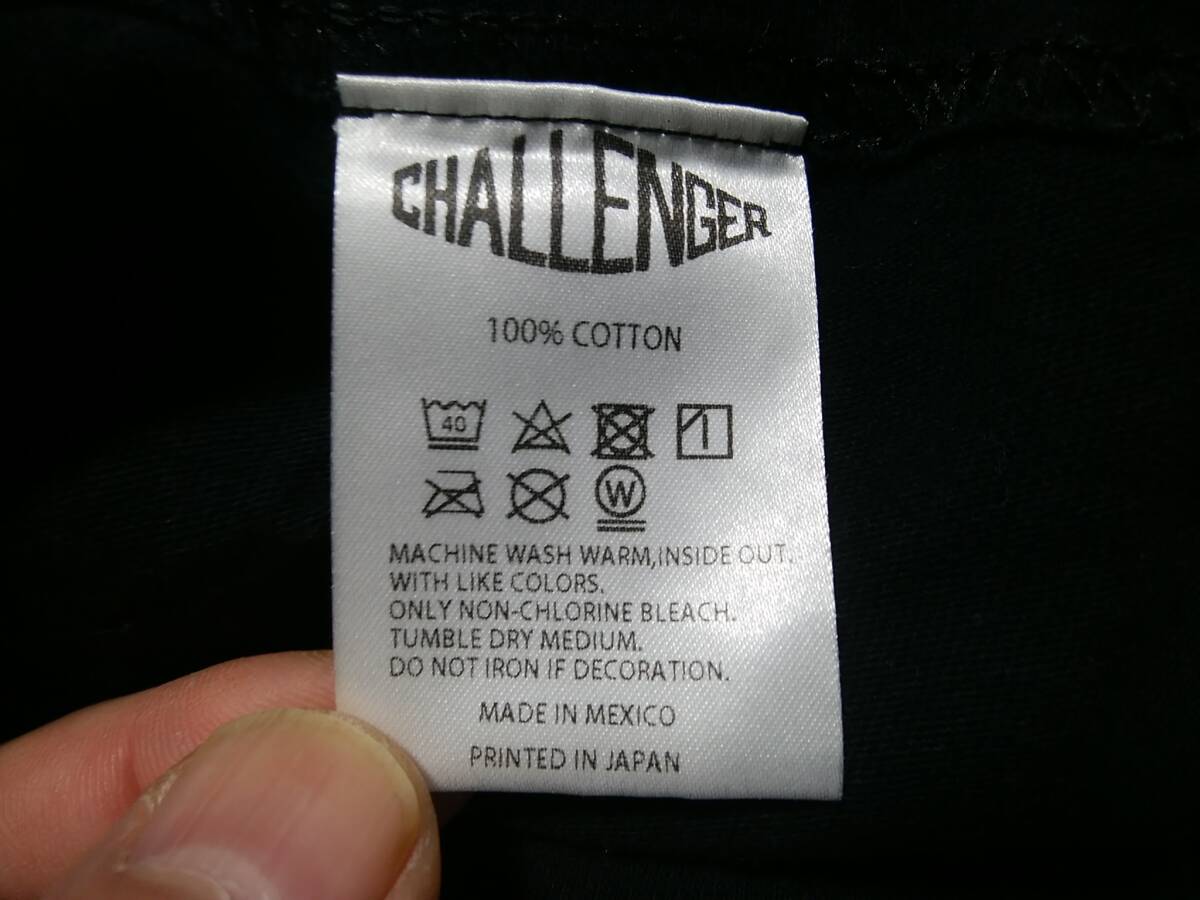 CHALLENGER
100% COTTON
40
W
MACHINE WASH WARM,INSIDE OUT.
WITH LIKE COLORS.
ONLY NON-CHLORINE BLEACH.
TUMBLE DRY MEDIUM.
DO NOT IRON IF DECORATION.
MADE IN MEXICO
PRINTED IN JAPAN